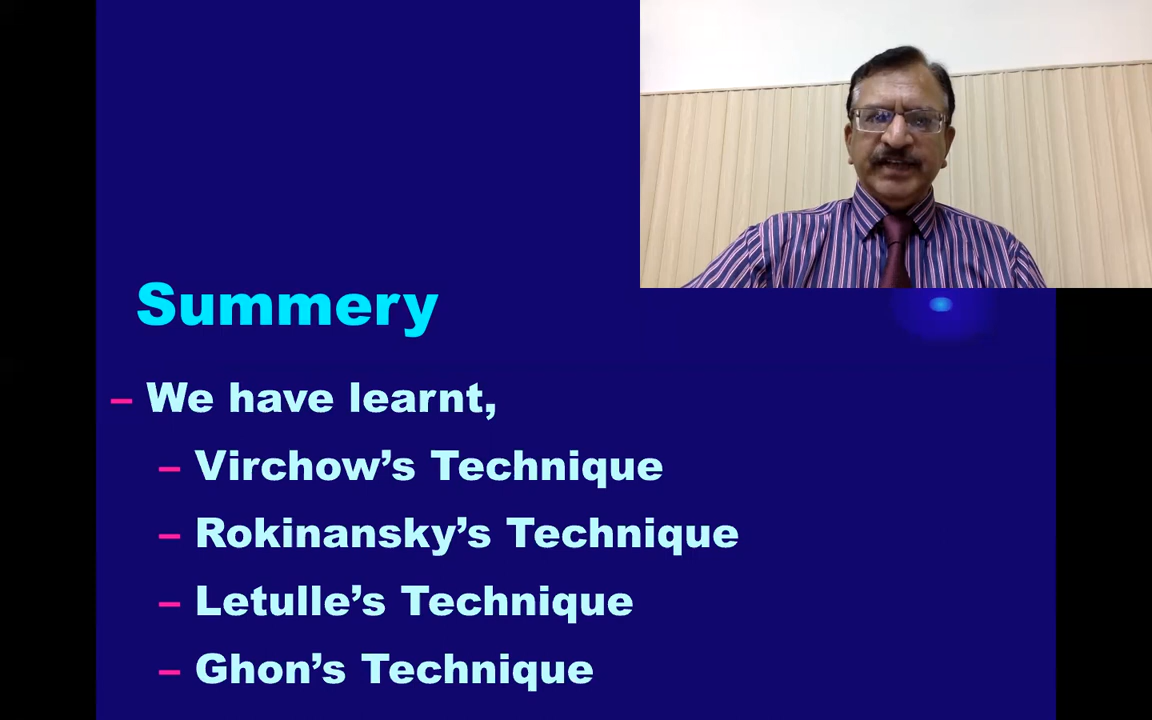 Summery
– We have learnt,
– Virchow’s Technique
– Rokinansky’s Technique
– Letulle’s Technique
– Ghon’s Technique